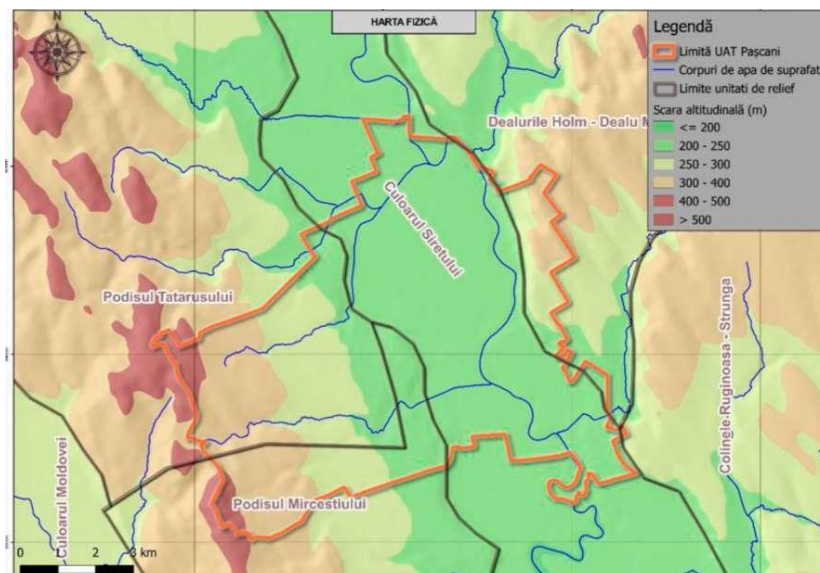 HARTA FIZICĂ
N
Legendă
Limită UAT Pașcani
Corpuri de apa de suprafat
Limite unitati de relief
Scara altitudinală (m)
<= 200
200 - 250
250 - 300
300 - 400
400 - 500
> 500
Dealurile Holm - Dealu M
Culoarul Siretului
Podisul Tatarusului
Colinele Ruginoasa - Strunga
Culoarul Moldovei
Podisul Mircestiului
0 1 2 3 km